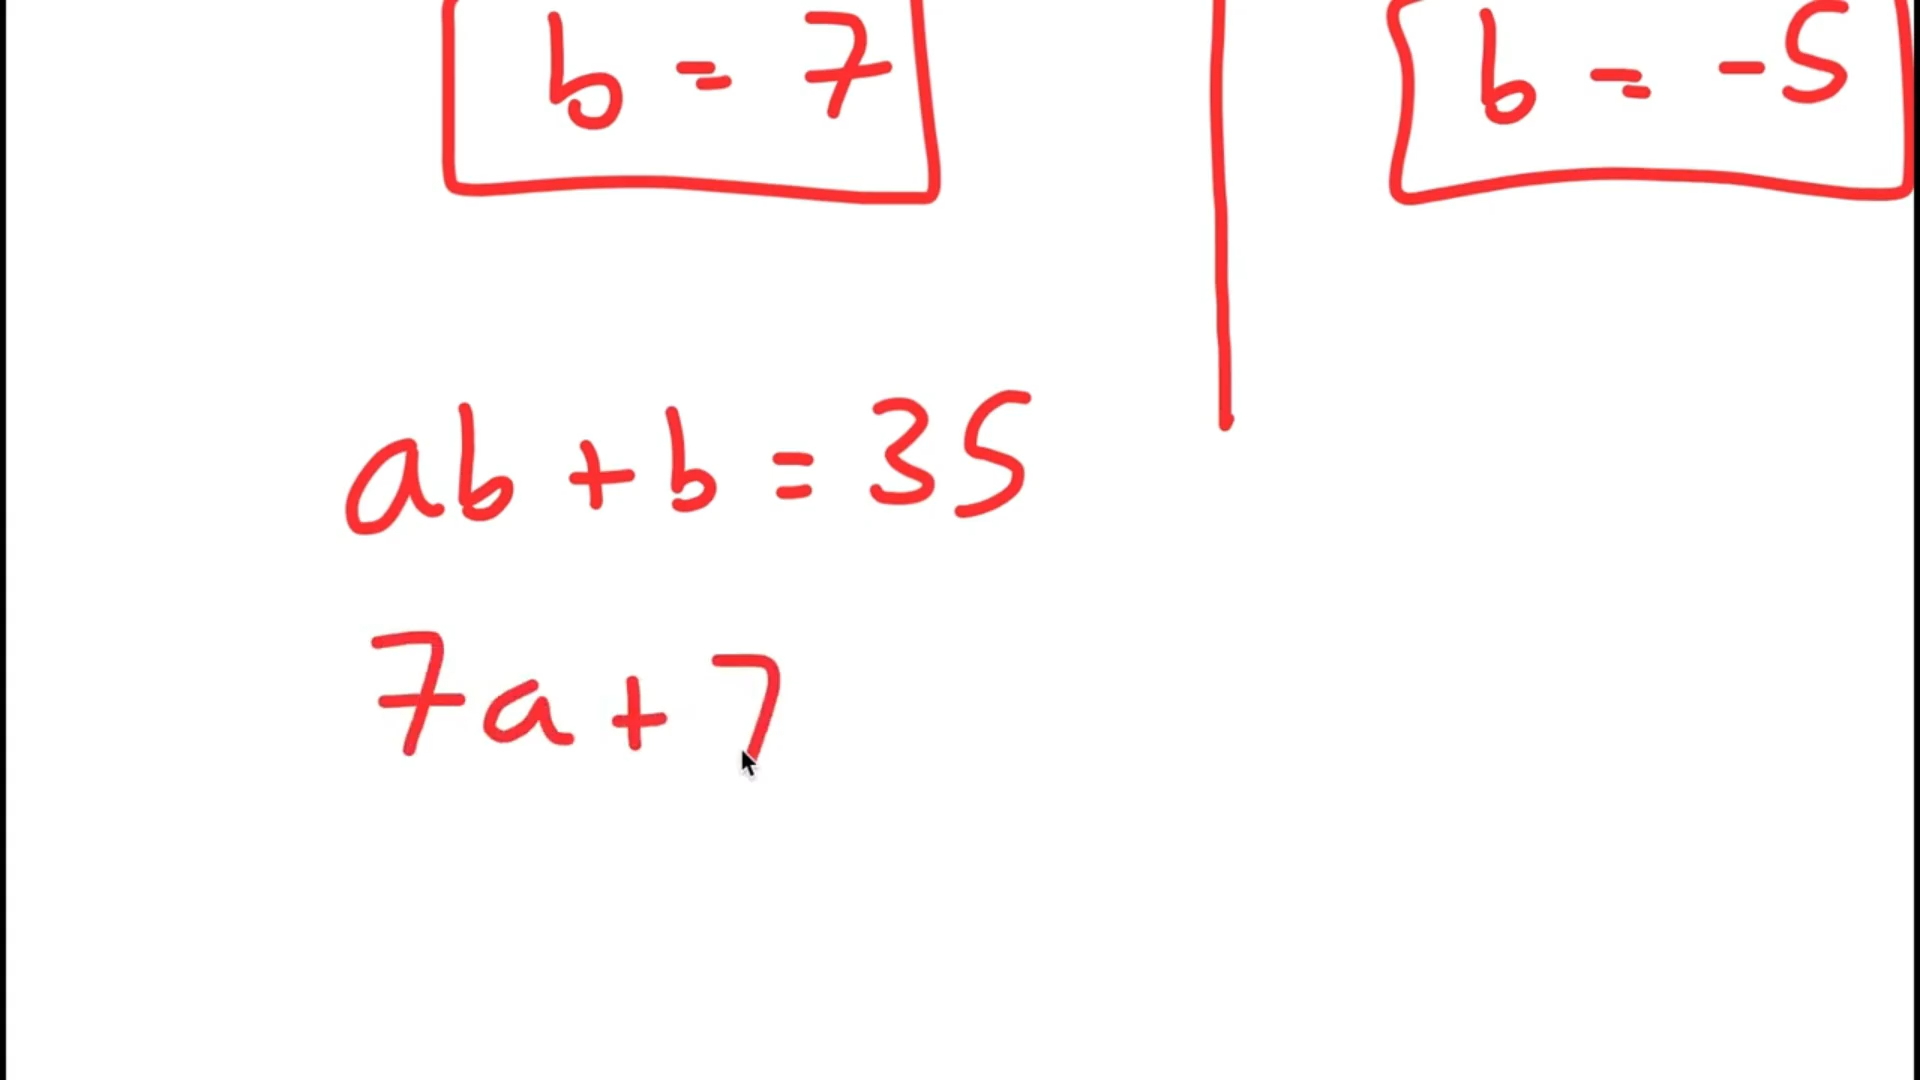 b = 7
b = -5
ab + b = 35
7a + 7